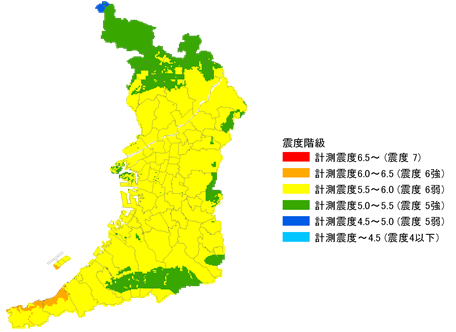 震度階級
計測震度6.5～ (震度 7)
計測震度6.0～6.5 (震度 6強)
計測震度5.5～6.0 (震度 6弱)
計測震度5.0～5.5 (震度 5強)
計測震度4.5～5.0 (震度 5弱)
計測震度～4.5 (震度4以下)